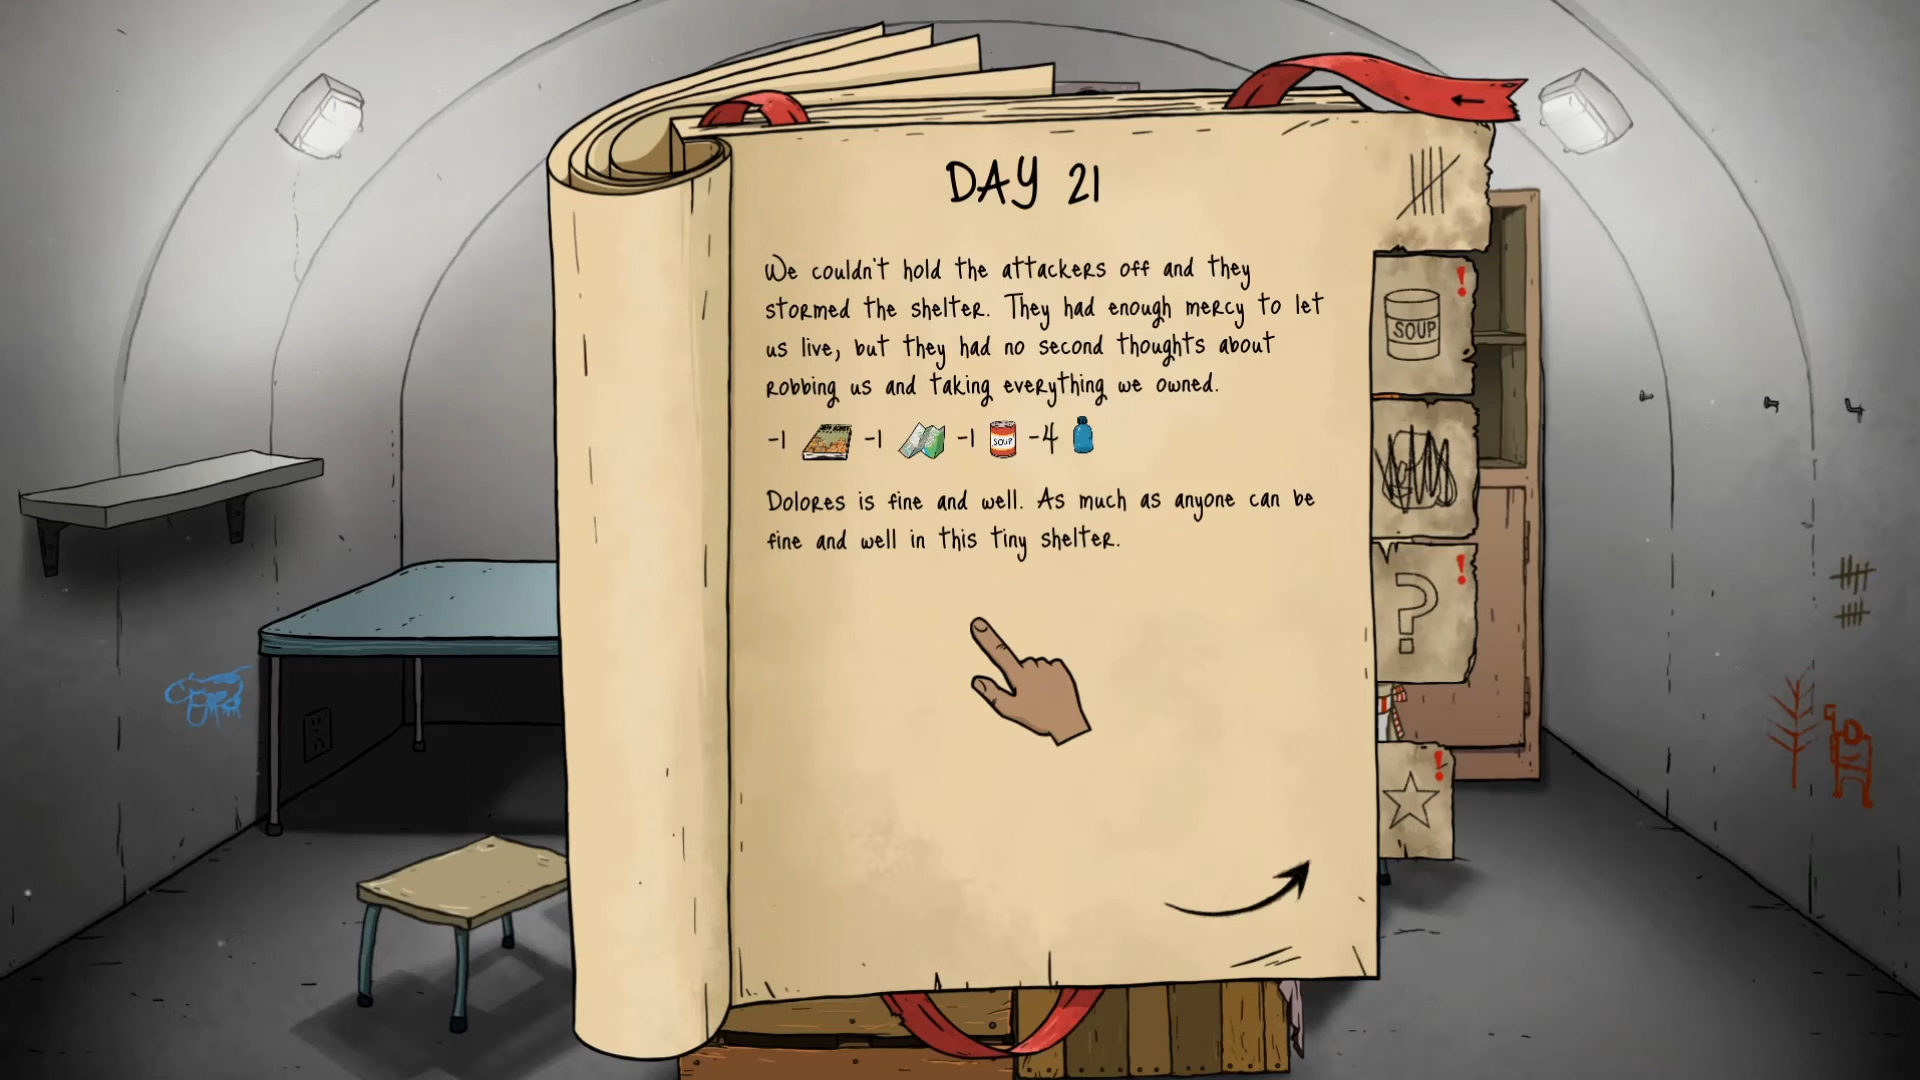 DAY 21
We couldn't hold the attackers off and they
stormed the shelter. They had enough mercy to let
us live, but they had no second thoughts about
robbing us and taking everything we owned.
-1 -1 -1 SOUP -4
Dolores is fine and well. As much as anyone can be
fine and well in this tiny shelter.
!
SOUP
!
?
!